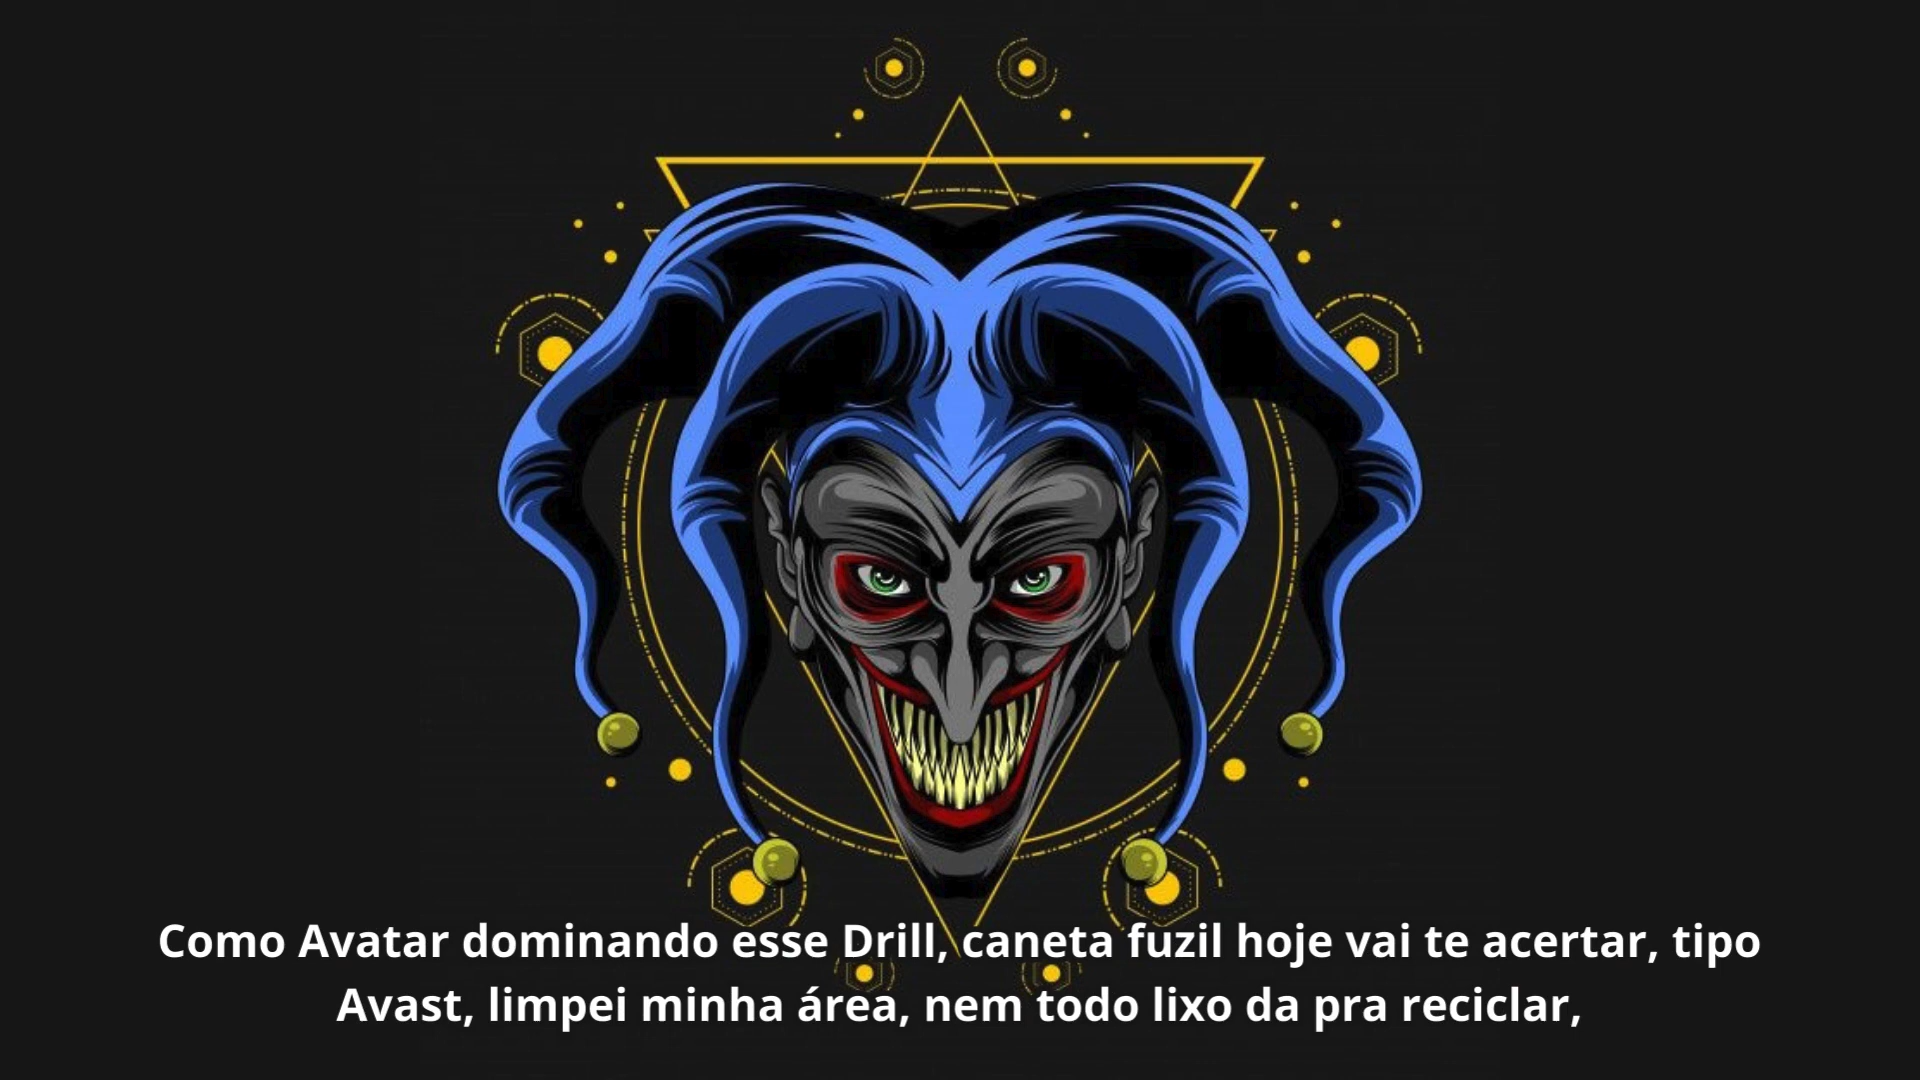 Como Avatar dominando esse Drill, caneta fuzil hoje vai te acertar, tipo
Avast, limpei minha área, nem todo lixo da pra reciclar,